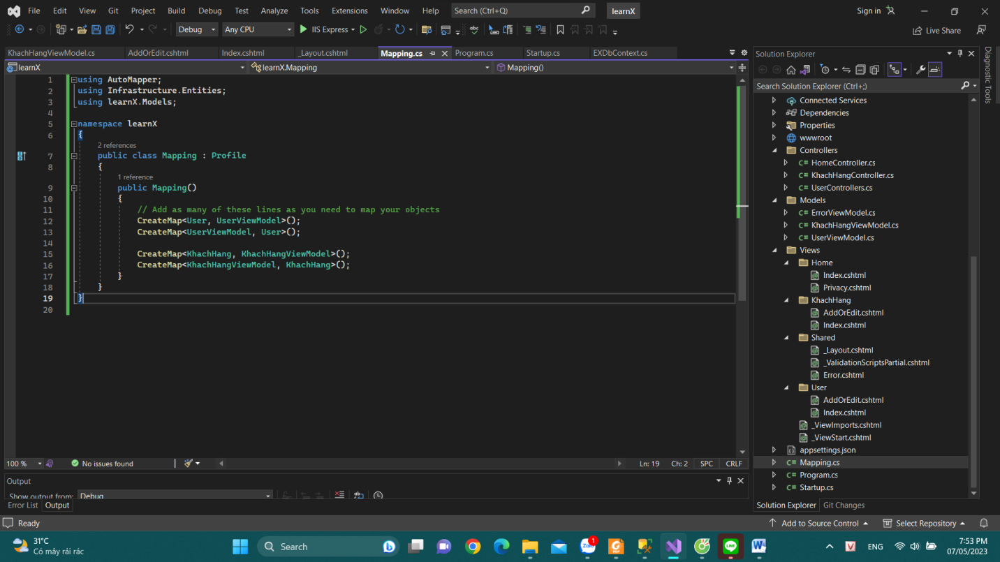 File Edit View Git Project Build Debug Test Analyze Tools Extensions Window Help Search (Ctrl+Q) learnX Sign in
Debug Any CPU IIS Express Live Share
KhachHangViewModel.cs AddOrEdit.cshtml Index.cshtml _Layout.cshtml Mapping.cs Program.cs Startup.cs EXDbContext.cs
learnX learnX.Mapping Mapping()
1 using AutoMapper;
2 using Infrastructure.Entities;
3 using learnX.Models;
4
5 namespace learnX
6 {
2 references
7 public class Mapping : Profile
8 {
1 reference
9 public Mapping()
10 {
11 // Add as many of these lines as you need to map your objects
12 CreateMap<User, UserViewModel>();
13 CreateMap<UserViewModel, User>();
14
15 CreateMap<KhachHang, KhachHangViewModel>();
16 CreateMap<KhachHangViewModel, KhachHang>();
17 }
18 }
19 }
20
100 % No issues found Ln: 19 Ch: 2 SPC CRLF
Output
Show output from: Debug
Error List Output
Solution Explorer
Search Solution Explorer (Ctrl+;)
Connected Services
Dependencies
Properties
wwwroot
Controllers
C# HomeController.cs
C# KhachHangController.cs
C# UserControllers.cs
Models
C# ErrorViewModel.cs
C# KhachHangViewModel.cs
C# UserViewModel.cs
Views
Home
Index.cshtml
Privacy.cshtml
KhachHang
AddOrEdit.cshtml
Index.cshtml
Shared
_Layout.cshtml
_ValidationScriptsPartial.cshtml
Error.cshtml
User
AddOrEdit.cshtml
Index.cshtml
_ViewImports.cshtml
_ViewStart.cshtml
appsettings.json
C# Mapping.cs
C# Program.cs
C# Startup.cs
Solution Explorer Git Changes
Diagnostic Tools
Ready Add to Source Control Select Repository
31°C
Có mây rải rác
Search
Zalo 1
LINE
W
V ENG
7:53 PM
07/05/2023